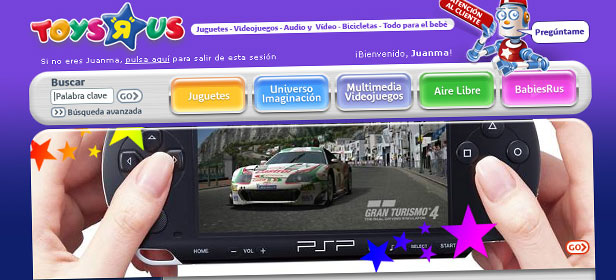 TOYS "R" US
Juguetes - Videojuegos - Audio y Vídeo - Bicicletas - Todo para el bebé
ATENCIÓN
AL CLIENTE
Pregúntame
Si no eres Juanma, pulsa aquí para salir de esta sesión
¡Bienvenido, Juanma!
Buscar
Palabra clave
GO>
>> Búsqueda avanzada
Juguetes
Universo
Imaginación
Multimedia
Videojuegos
Aire Libre
BabiesRus
GRAN TURISMO 4
HOME
- VOL +
PSP
SELECT
START
GO>